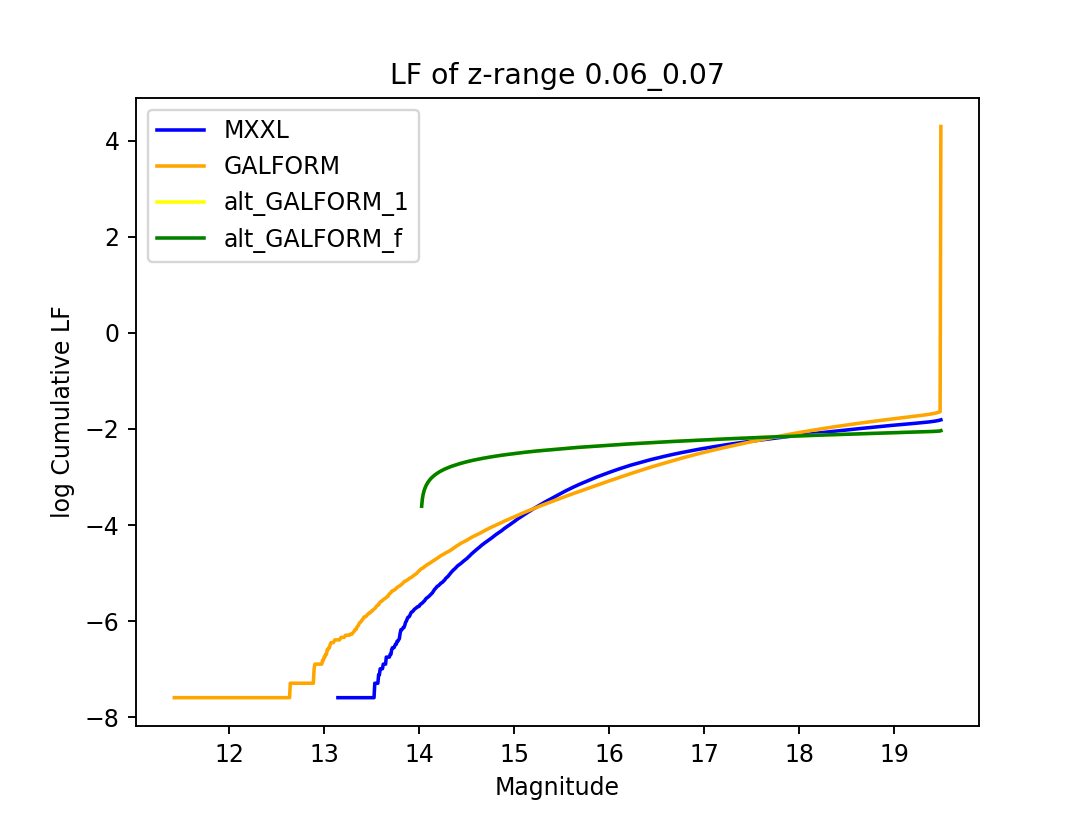 LF of z-range 0.06_0.07
MXXL
GALFORM
alt_GALFORM_1
alt_GALFORM_f
log Cumulative LF
4
2
0
−2
−4
−6
−8
12 13 14 15 16 17 18 19
Magnitude